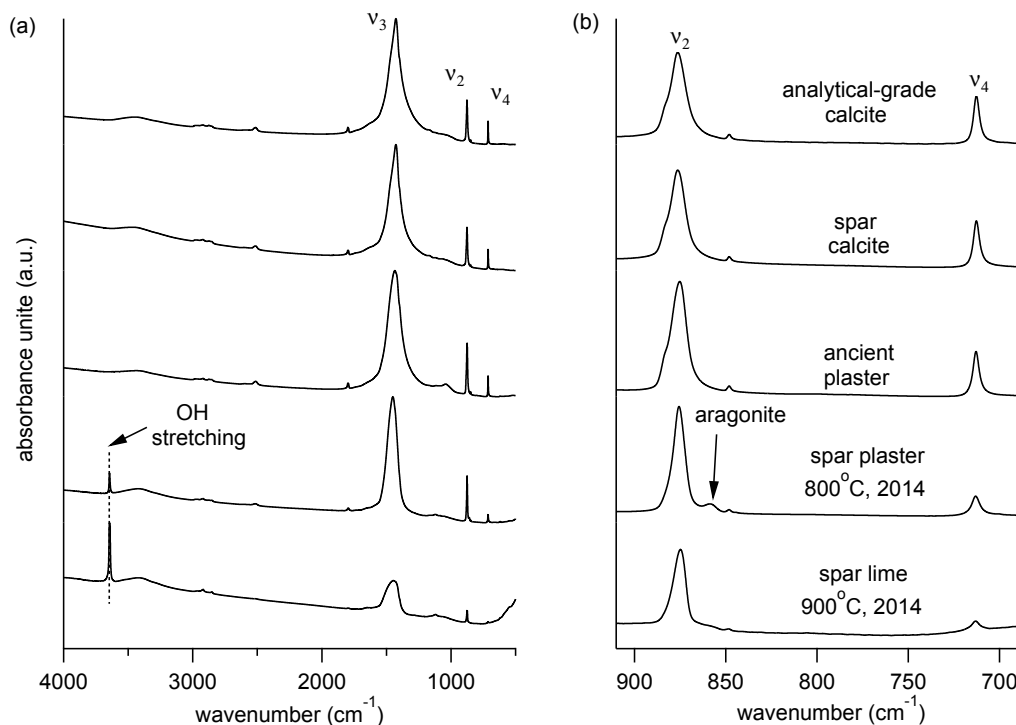 (a)
ν3
ν2
ν4
OH
stretching
absorbance unite (a.u.)
4000
3000
2000
1000
wavenumber (cm-1)
(b)
ν2
ν4
analytical-grade
calcite
spar
calcite
ancient
plaster
aragonite
spar plaster
800oC, 2014
spar lime
900oC, 2014
900
850
800
750
700
wavenumber (cm-1)